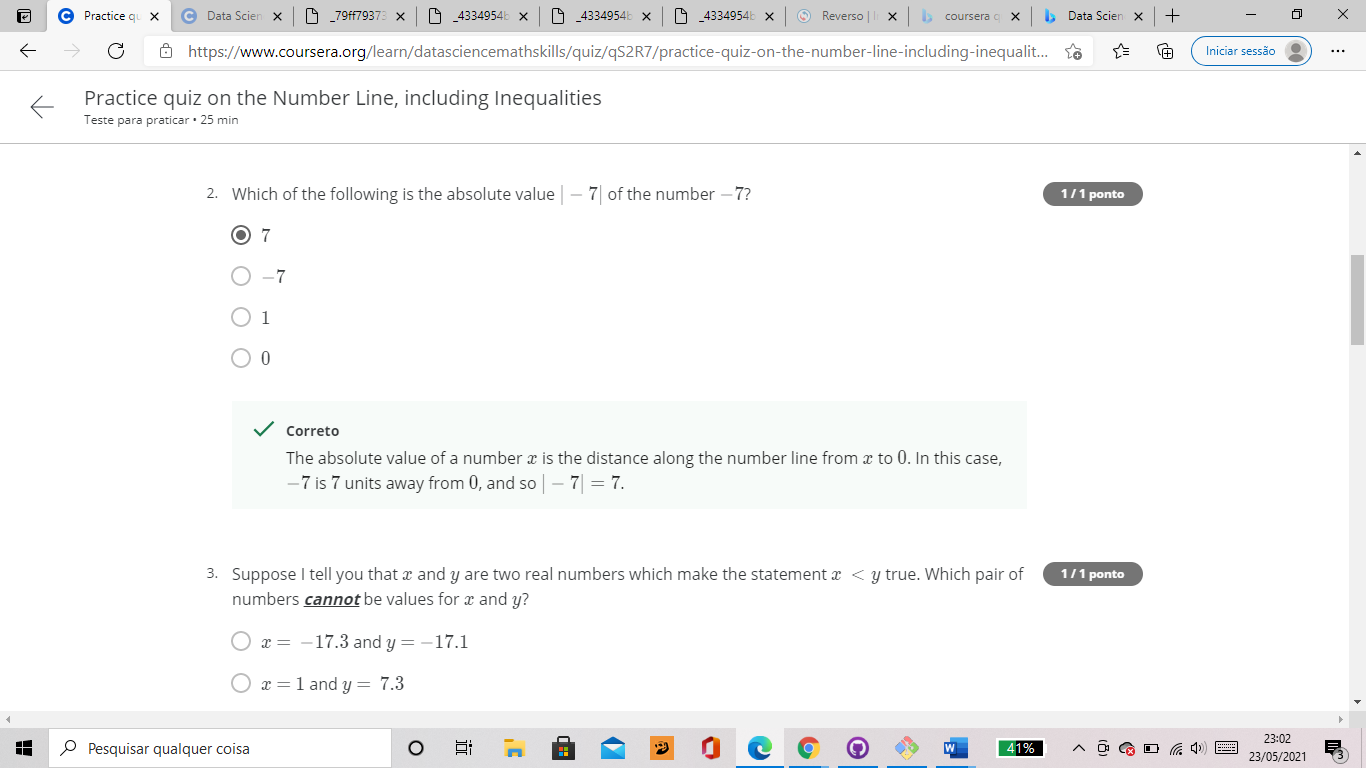 Practice qu
Data Scien
_79ff79373
_4334954b
_4334954b
_4334954b
Reverso | I
coursera q
Data Scien
https://www.coursera.org/learn/datasciencemathskills/quiz/qS2R7/practice-quiz-on-the-number-line-including-inequalit...
Iniciar sessão
Practice quiz on the Number Line, including Inequalities
Teste para praticar • 25 min
2. Which of the following is the absolute value | − 7| of the number −7?
1 / 1 ponto
7
−7
1
0
Correto
The absolute value of a number x is the distance along the number line from x to 0. In this case,
−7 is 7 units away from 0, and so | − 7| = 7.
3. Suppose I tell you that x and y are two real numbers which make the statement x < y true. Which pair of
numbers cannot be values for x and y?
1 / 1 ponto
x = −17.3 and y = −17.1
x = 1 and y = 7.3
Pesquisar qualquer coisa
41%
23:02
23/05/2021
3